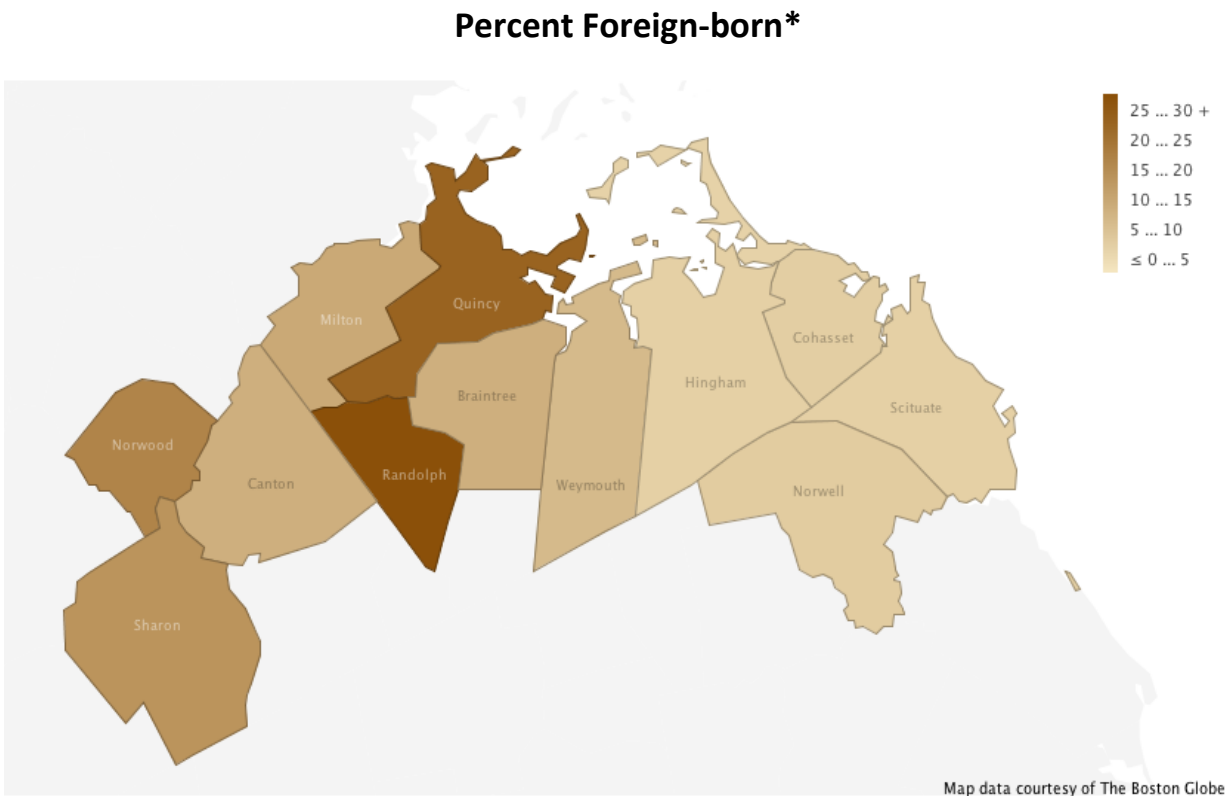 Percent Foreign-born*
25 ... 30 +
20 ... 25
15 ... 20
10 ... 15
5 ... 10
≤ 0 ... 5
Quincy
Milton
Cohasset
Hingham
Braintree
Scituate
Norwood
Randolph
Canton
Weymouth
Norwell
Sharon
Map data courtesy of The Boston Globe